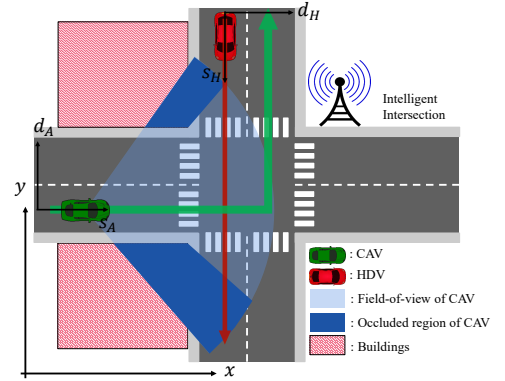 d_H
s_H
Intelligent
Intersection
d_A
y
s_A
: CAV
: HDV
: Field-of-view of CAV
: Occluded region of CAV
: Buildings
x